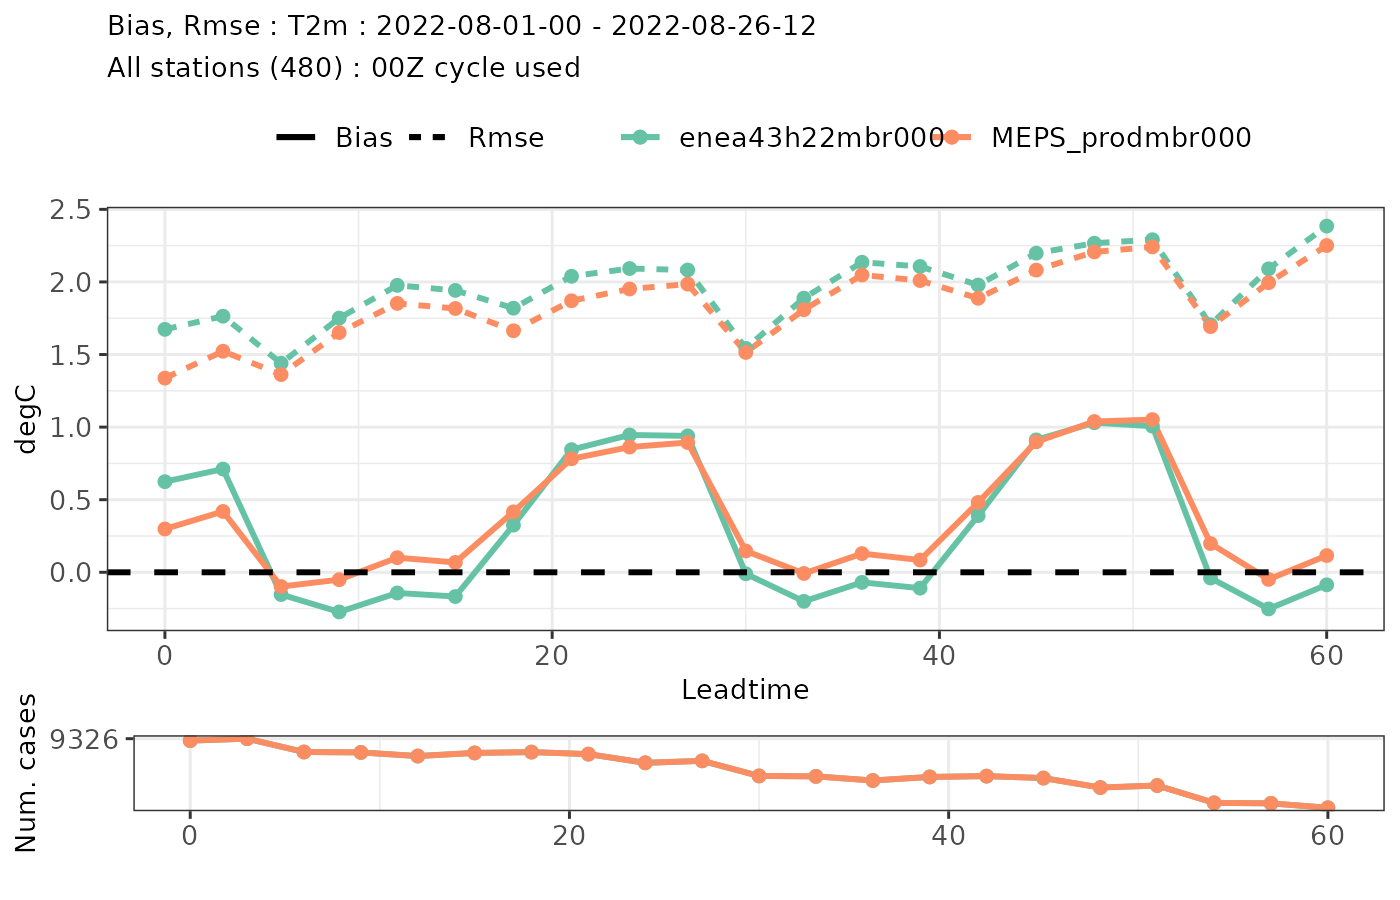 Bias, Rmse : T2m : 2022-08-01-00 - 2022-08-26-12
All stations (480) : 00Z cycle used
Bias Rmse enea43h22mbr000 MEPS_prodmbr000
2.5
2.0
1.5
1.0
0.5
0.0
degC
0 20 40 60
Leadtime
9326
Num. cases
0 20 40 60